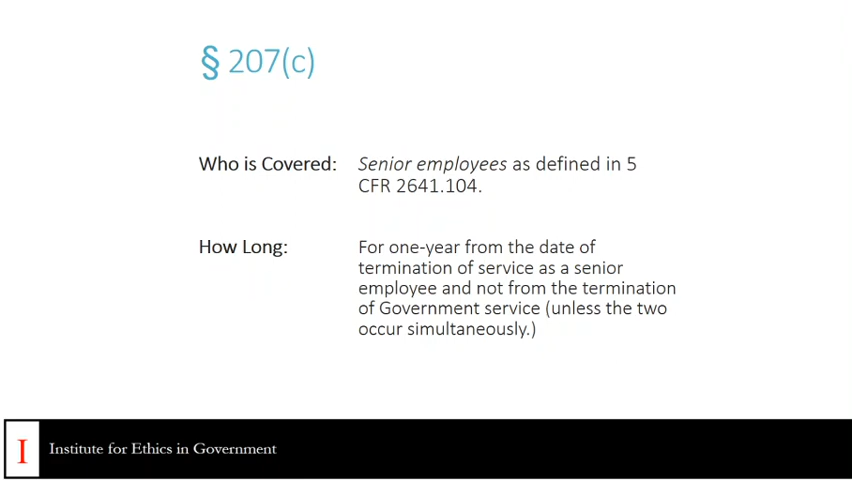 § 207(c)
Who is Covered: Senior employees as defined in 5
CFR 2641.104.
How Long: For one-year from the date of
termination of service as a senior
employee and not from the termination
of Government service (unless the two
occur simultaneously.)
I Institute for Ethics in Government